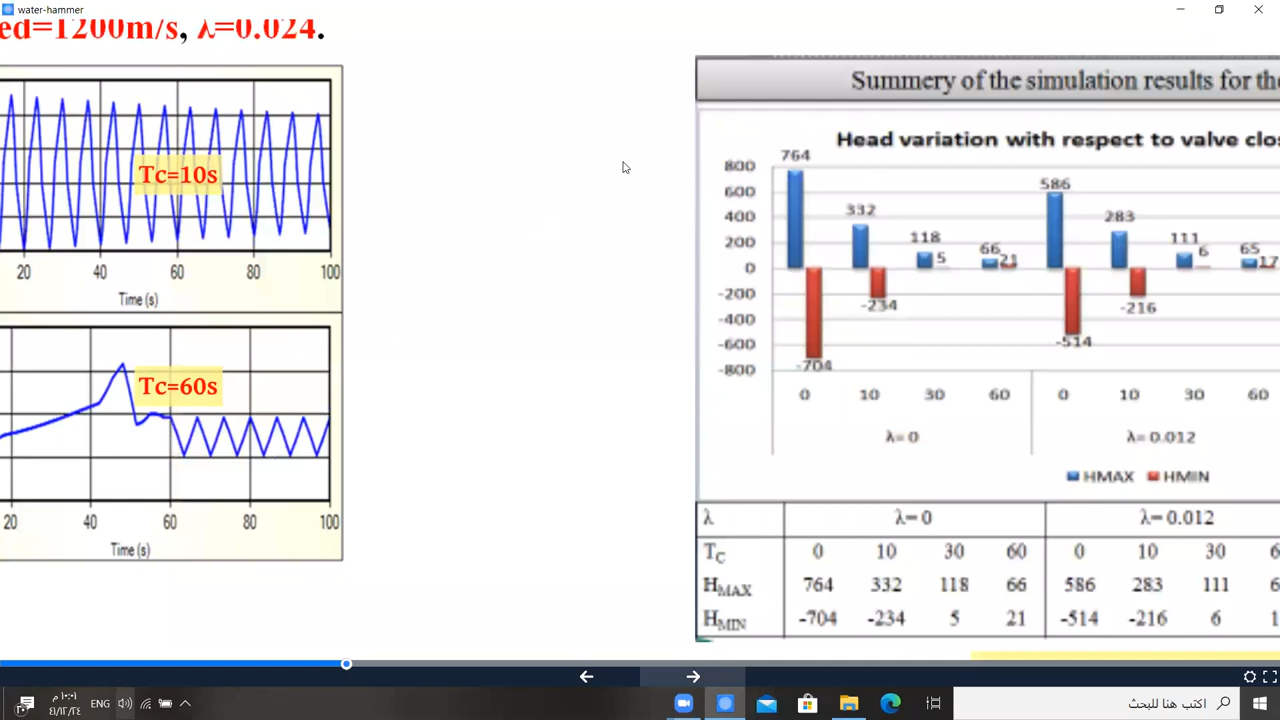 water-hammer
ed=1200m/s, λ=0.024.
Tc=10s
20 40 60 80 100
Time (s)
Tc=60s
20 40 60 80 100
Time (s)
Summery of the simulation results for the
Head variation with respect to valve clos
800
600
400
200
0
-200
-400
-600
-800
764 332 118 66 586 283 111 65
-704 -234 5 21 -514 -216 6 17
0 10 30 60 0 10 30 60
λ= 0 λ= 0.012
HMAX HMIN
λ λ= 0 λ= 0.012
TC 0 10 30 60 0 10 30 6
HMAX 764 332 118 66 586 283 111 6
HMIN -704 -234 5 21 -514 -216 6 1
ENG
اكتب هنا للبحث